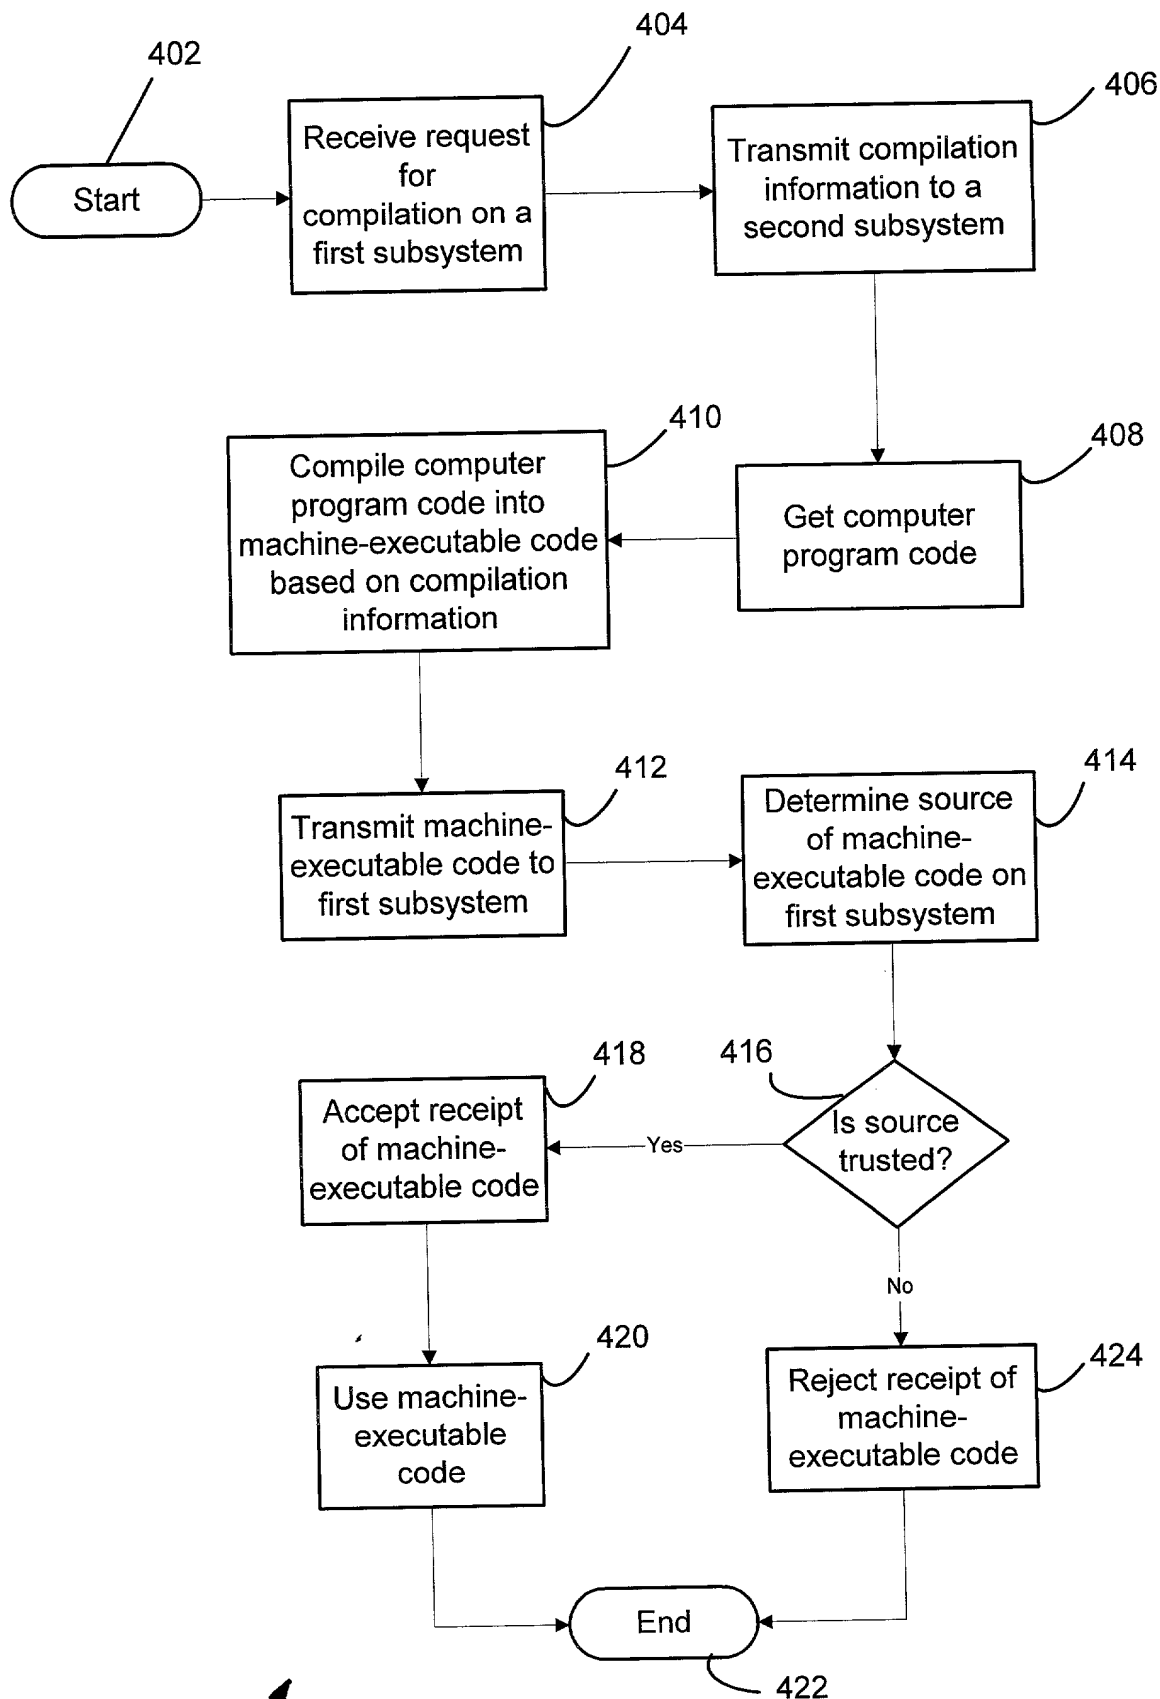 402
404
406
Start
Receive request
for
compilation on a
first subsystem
Transmit compilation
information to a
second subsystem
410
408
Compile computer
program code into
machine-executable code
based on compilation
information
Get computer
program code
412
414
Transmit machine-
executable code to
first subsystem
Determine source
of machine-
executable code on
first subsystem
418
416
Accept receipt
of machine-
executable code
Yes
Is source
trusted?
No
420
424
Use machine-
executable
code
Reject receipt of
machine-
executable code
End
422